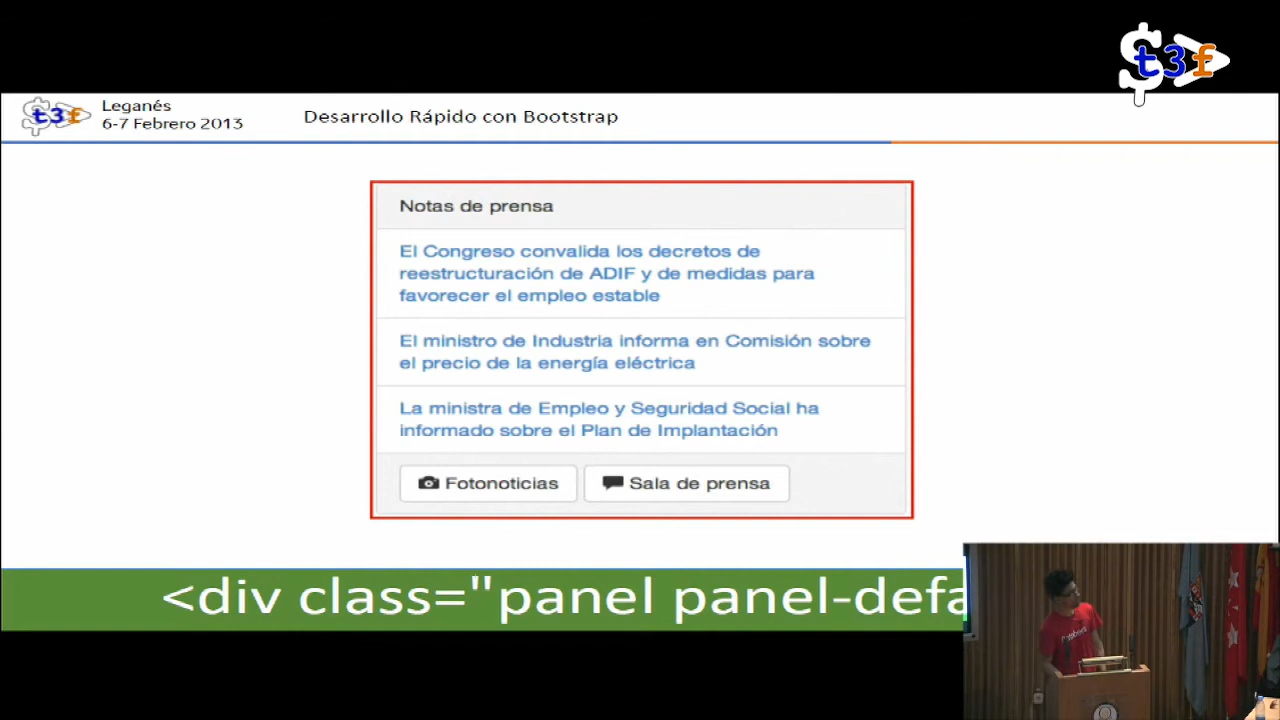 t3f
t3f
Leganés
6-7 Febrero 2013
Desarrollo Rápido con Bootstrap
Notas de prensa
El Congreso convalida los decretos de
reestructuración de ADIF y de medidas para
favorecer el empleo estable
El ministro de Industria informa en Comisión sobre
el precio de la energía eléctrica
La ministra de Empleo y Seguridad Social ha
informado sobre el Plan de Implantación
Fotonoticias
Sala de prensa
<div class="panel panel-defa